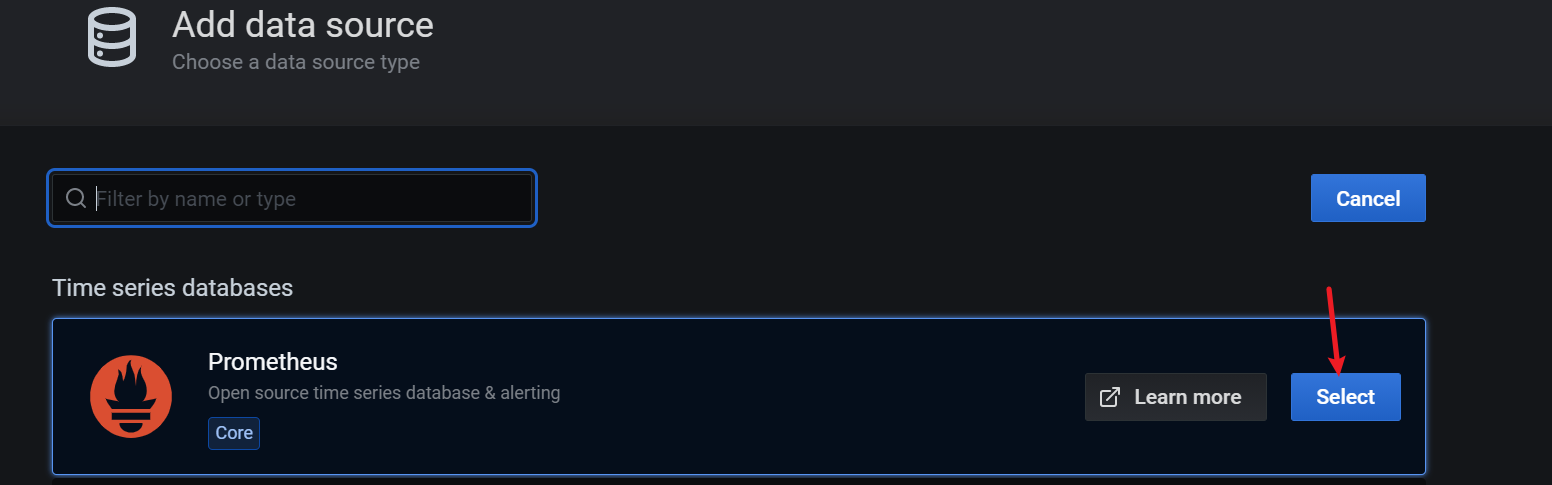 Add data source
Choose a data source type
Filter by name or type
Cancel
Time series databases
Prometheus
Open source time series database & alerting
Learn more
Select
Core